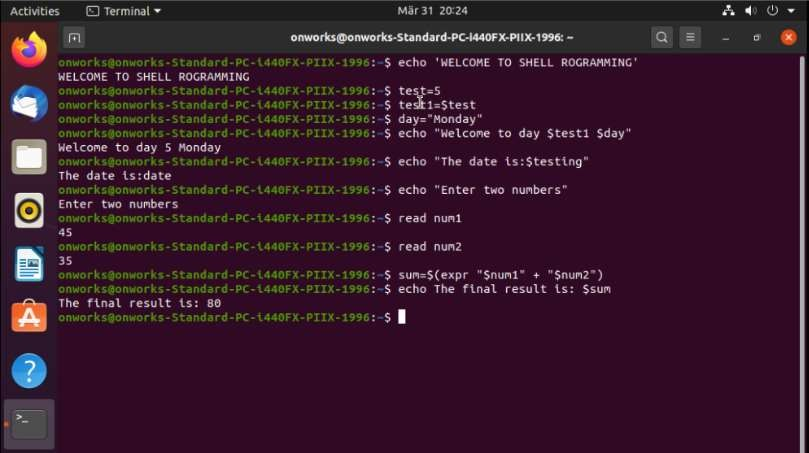 Activities
Terminal
Mär 31 20:24
onworks@onworks-Standard-PC-i440FX-PIIX-1996: ~
onworks@onworks-Standard-PC-i440FX-PIIX-1996:~$ echo 'WELCOME TO SHELL ROGRAMMING'
WELCOME TO SHELL ROGRAMMING
onworks@onworks-Standard-PC-i440FX-PIIX-1996:~$ test=5
onworks@onworks-Standard-PC-i440FX-PIIX-1996:~$ test1=$test
onworks@onworks-Standard-PC-i440FX-PIIX-1996:~$ day="Monday"
onworks@onworks-Standard-PC-i440FX-PIIX-1996:~$ echo "Welcome to day $test1 $day"
Welcome to day 5 Monday
onworks@onworks-Standard-PC-i440FX-PIIX-1996:~$ echo "The date is:$testing"
The date is:date
onworks@onworks-Standard-PC-i440FX-PIIX-1996:~$ echo "Enter two numbers"
Enter two numbers
onworks@onworks-Standard-PC-i440FX-PIIX-1996:~$ read num1
45
onworks@onworks-Standard-PC-i440FX-PIIX-1996:~$ read num2
35
onworks@onworks-Standard-PC-i440FX-PIIX-1996:~$ sum=$(expr "$num1" + "$num2")
onworks@onworks-Standard-PC-i440FX-PIIX-1996:~$ echo The final result is: $sum
The final result is: 80
onworks@onworks-Standard-PC-i440FX-PIIX-1996:~$